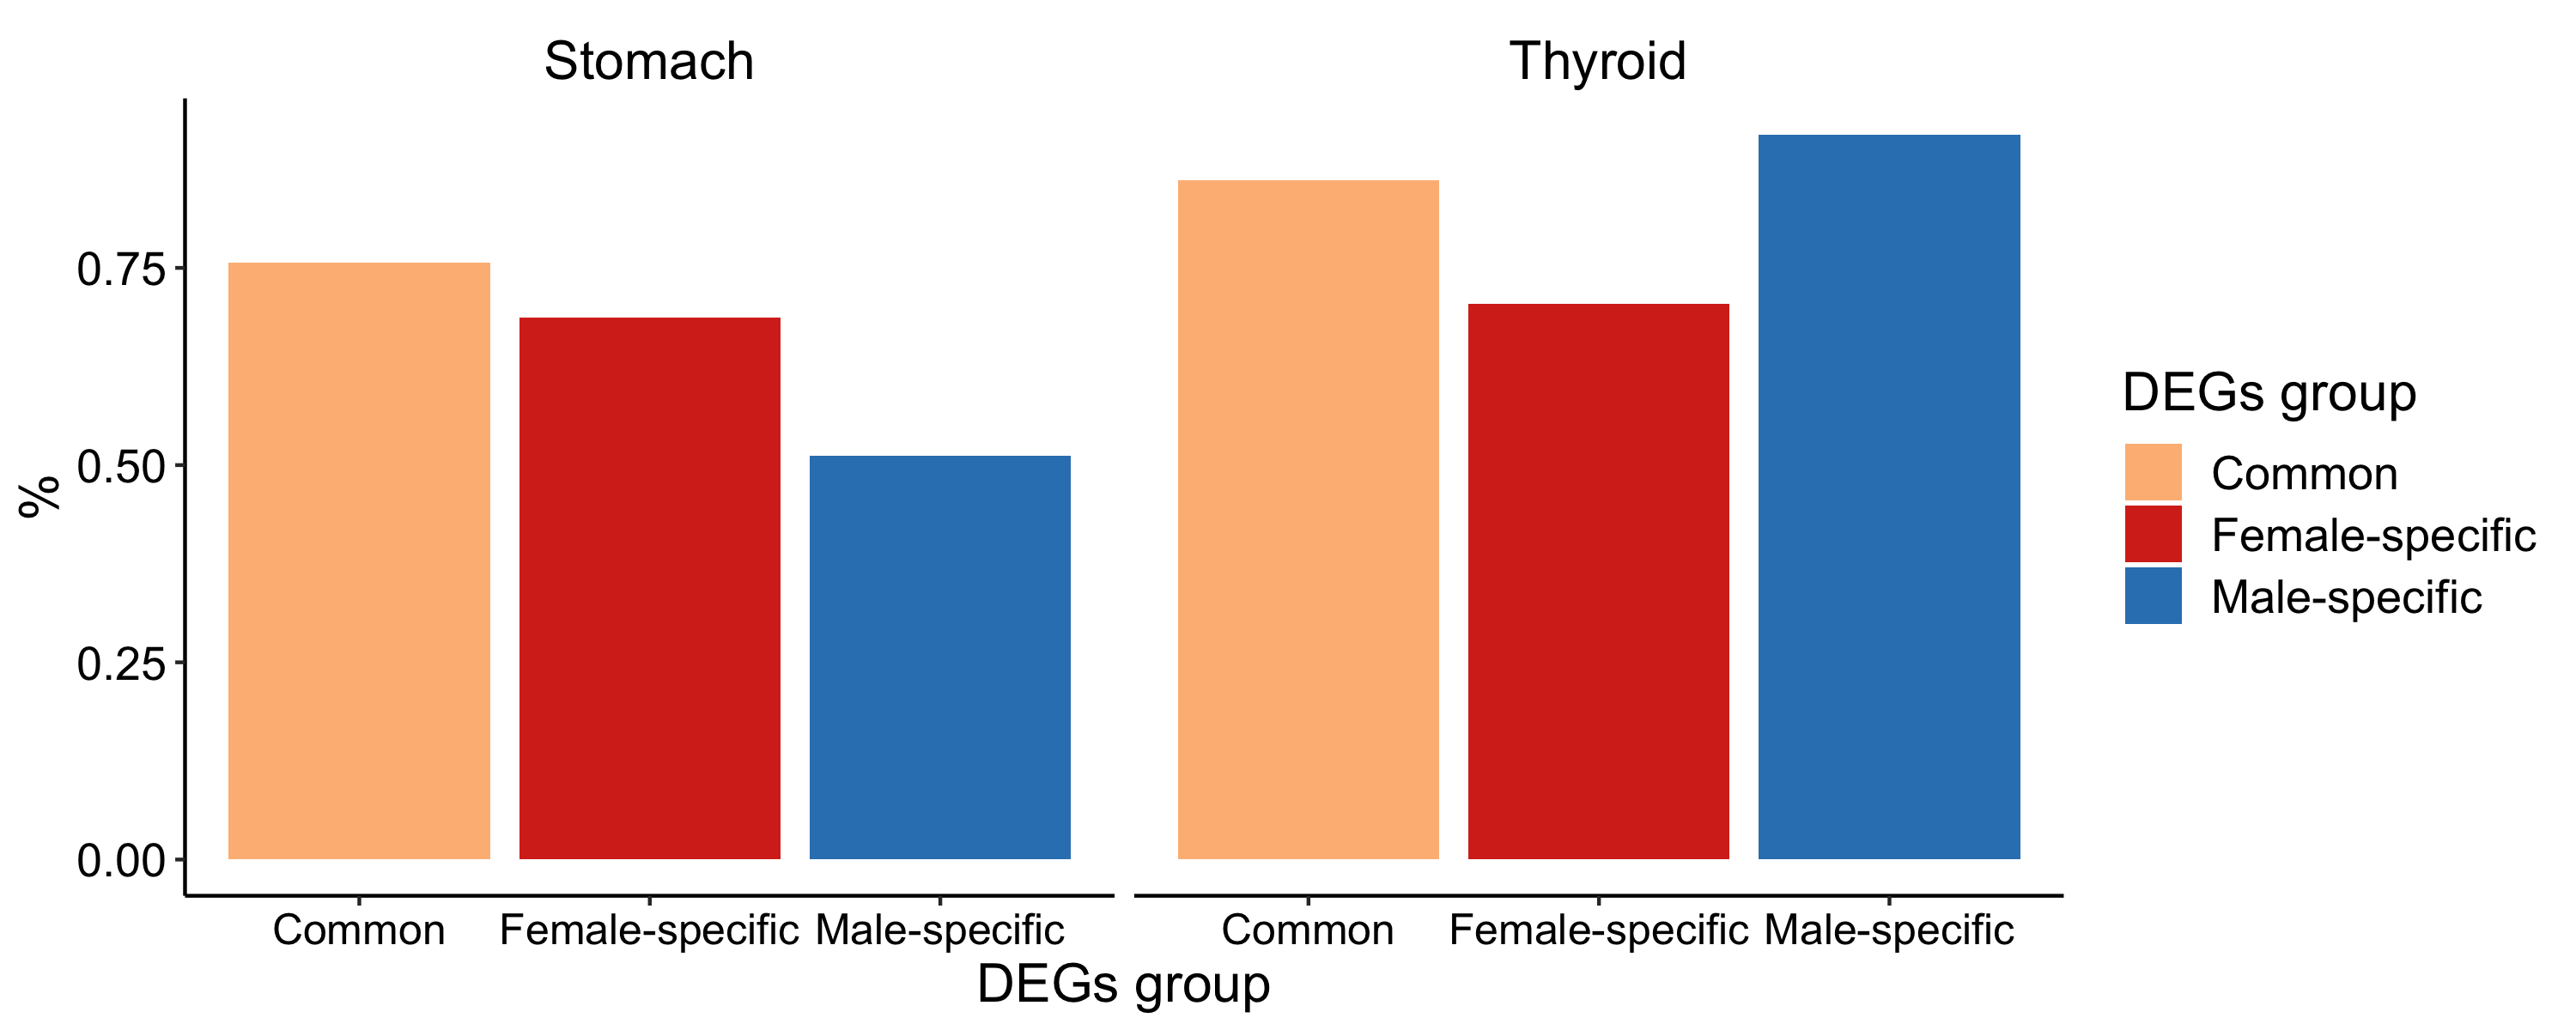 Stomach
Thyroid
%
0.75
0.50
0.25
0.00
Common Female-specific Male-specific
Common Female-specific Male-specific
DEGs group
DEGs group
Common
Female-specific
Male-specific